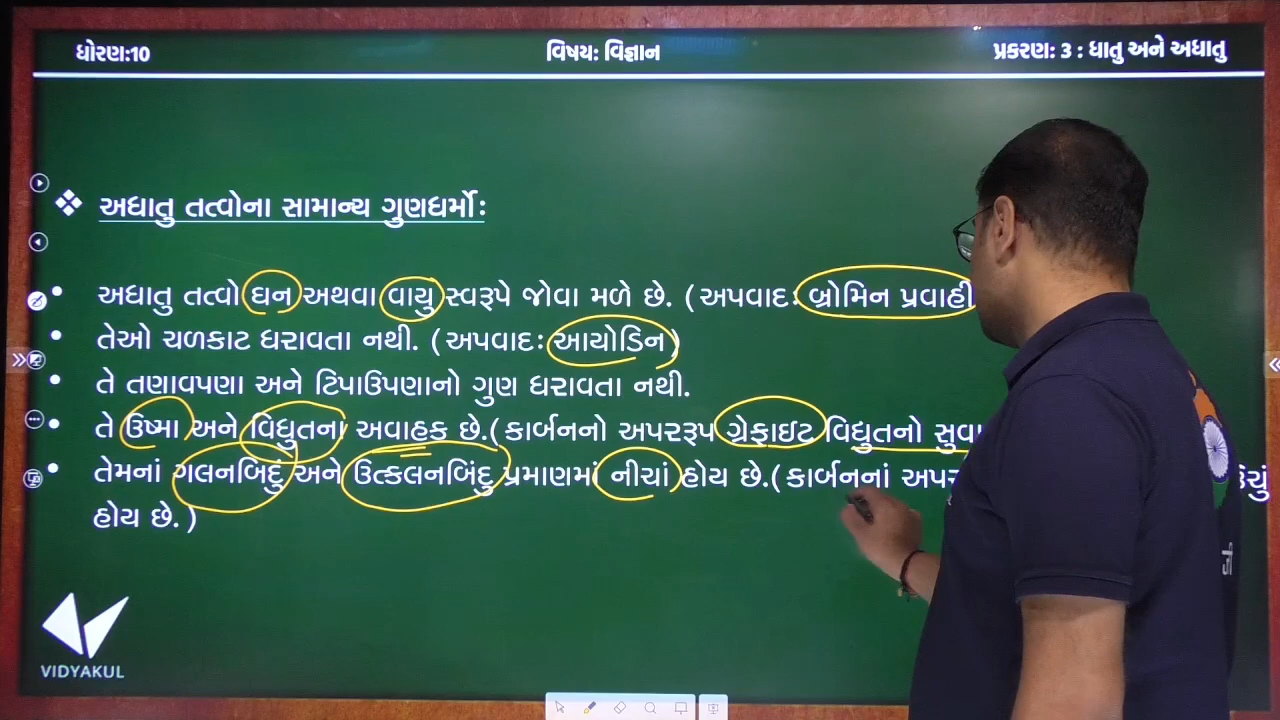 ધોરણ:10
વિષય: વિજ્ઞાન
પ્રકરણ: 3 : ધાતુ અને અધાતુ
અધાતુ તત્વોના સામાન્ય ગુણધર્મોઃ
અધાતુ તત્વો ઘન અથવા વાયુ સ્વરૂપે જોવા મળે છે. (અપવાદઃ બ્રોમિન પ્રવાહી
તેઓ ચળકાટ ધરાવતા નથી. (અપવાદઃ આયોડિન)
તે તણાવપણા અને ટિપાઉપણાનો ગુણ ધરાવતા નથી.
તે ઉષ્મા અને વિદ્યુતના અવાહક છે.(કાર્બનનો અપરરૂપ ગ્રેફાઇટ વિદ્યુતનો
તેમનાં ગલનબિંદું અને ઉત્કલનબિંદુ પ્રમાણમાં નીચાં હોય છે.(કાર્બનનાં
હોય છે.)
VIDYAKUL